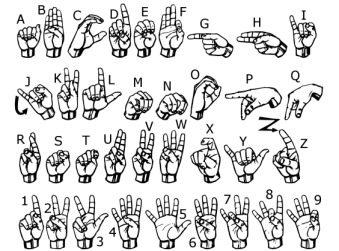 A B C D E F G H I
J K L M N O P Q
R S T U V W X Y Z
1 2 3 4 5 6 7 8 9